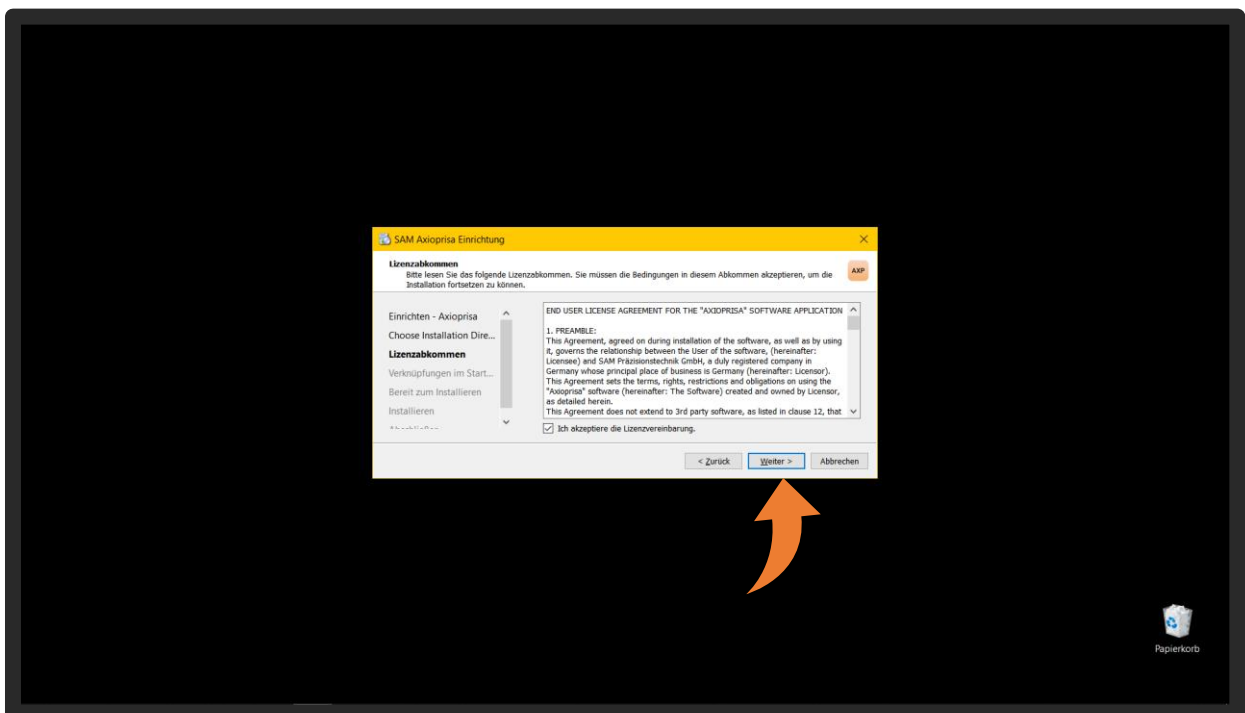 SAM Axioprisa Einrichtung
Lizenzabkommen
Bitte lesen Sie das folgende Lizenzabkommen. Sie müssen die Bedingungen in diesem Abkommen akzeptieren, um die
Installation fortsetzen zu können.
AXP
Einrichten - Axioprisa
Choose Installation Dire...
Lizenzabkommen
Verknüpfungen im Start...
Bereit zum Installieren
Installieren
END USER LICENSE AGREEMENT FOR THE "AXIOPRISA" SOFTWARE APPLICATION
1. PREAMBLE:
This Agreement, agreed on during installation of the software, as well as by using
it, governs the relationship between the User of the software, (hereinafter:
Licensee) and SAM Präzisionstechnik GmbH, a duly registered company in
Germany whose principal place of business is Germany (hereinafter: Licensor).
This Agreement sets the terms, rights, restrictions and obligations on using the
"Axioprisa" software (hereinafter: The Software) created and owned by Licensor,
as detailed herein.
This Agreement does not extend to 3rd party software, as listed in clause 12, that
Ich akzeptiere die Lizenzvereinbarung.
< Zurück
Weiter >
Abbrechen
Papierkorb